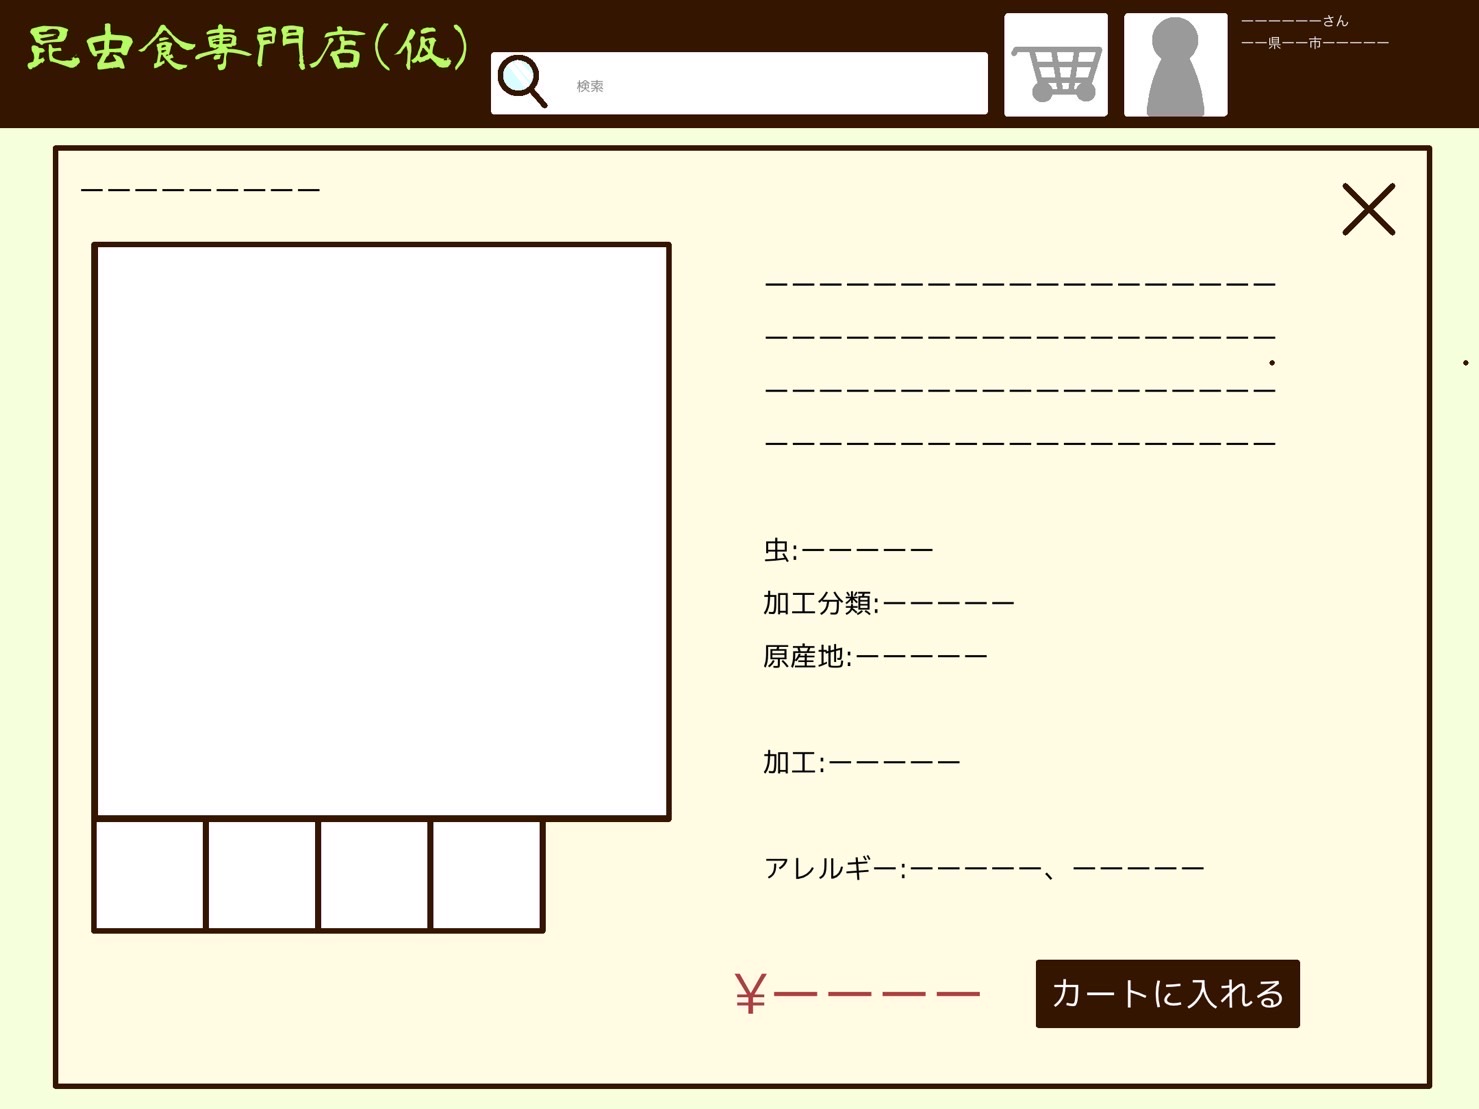 昆虫食専門店(仮)
検索
ーーーーーーさん
ーー県ーー市ーーーーー
ーーーーーーーーー
ーーーーーーーーーーーーーーーーーーー
ーーーーーーーーーーーーーーーーーーー
ーーーーーーーーーーーーーーーーーーー
ーーーーーーーーーーーーーーーーーーー
虫:ーーーーー
加工分類:ーーーーー
原産地:ーーーーー
加工:ーーーーー
アレルギー:ーーーーー、ーーーーー
¥ーーーー
カートに入れる